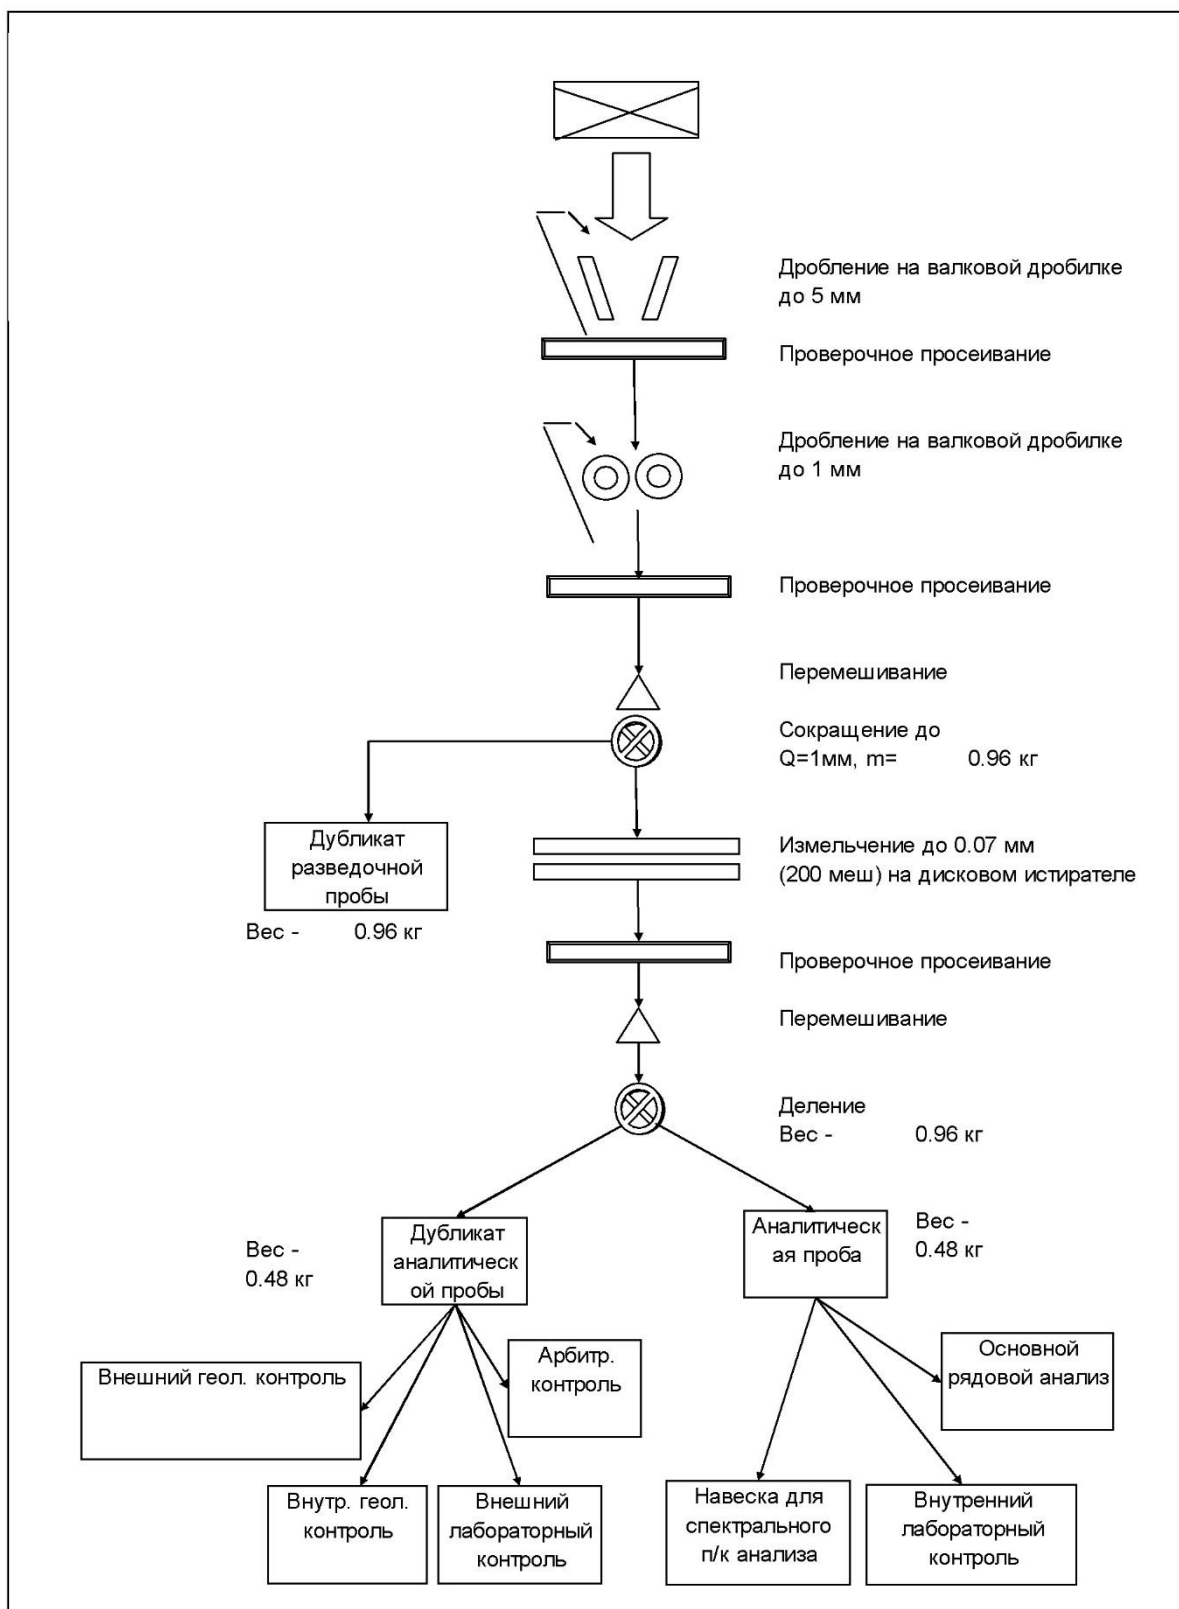 Дробление на валковой дробилке
до 5 мм
Проверочное просеивание
Дробление на валковой дробилке
до 1 мм
Проверочное просеивание
Перемешивание
Сокращение до
Q=1мм, m= 0.96 кг
Дубликат
разведочной
пробы
Вес - 0.96 кг
Измельчение до 0.07 мм
(200 меш) на дисковом истирателе
Проверочное просеивание
Перемешивание
Деление
Вес - 0.96 кг
Вес -
0.48 кг
Дубликат
аналитическ
ой пробы
Аналитическ
ая проба
Вес -
0.48 кг
Внешний геол. контроль
Арбитр.
контроль
Основной
рядовой анализ
Внутр. геол.
контроль
Внешний
лабораторный
контроль
Навеска для
спектрального
п/к анализа
Внутренний
лабораторный
контроль